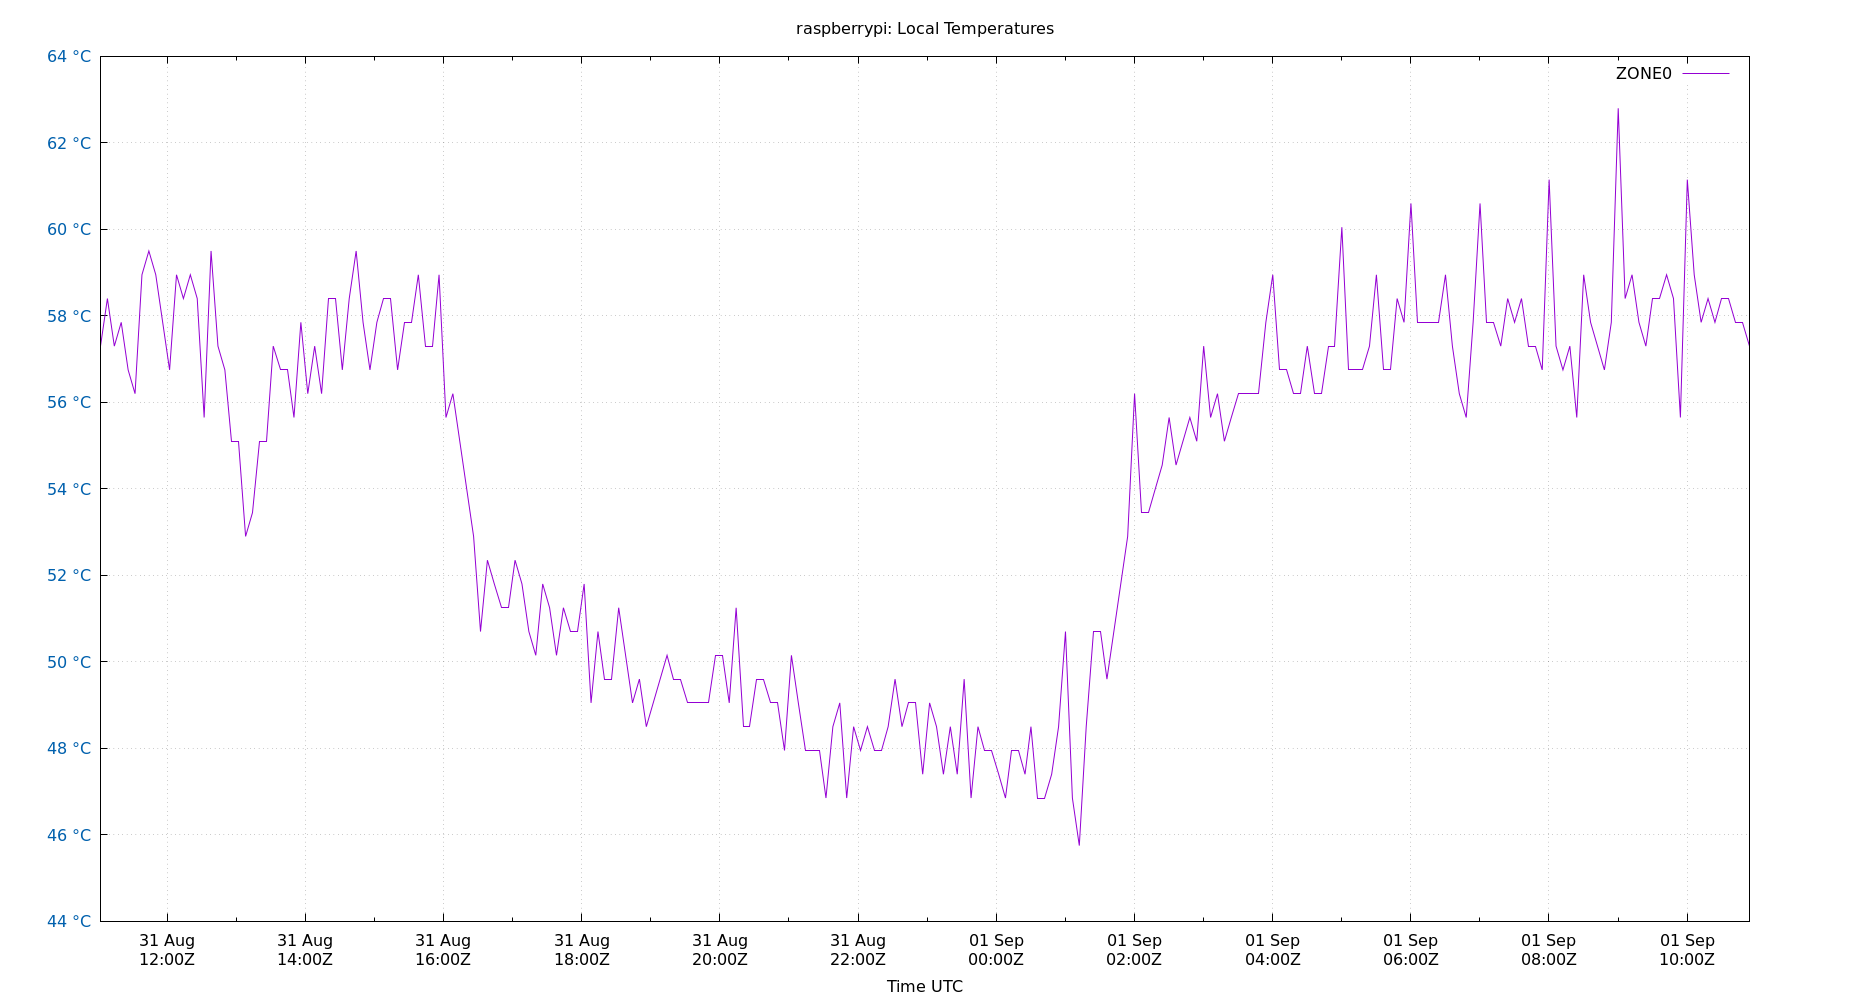 raspberrypi: Local Temperatures
64 °C
ZONE0
62 °C
60 °C
58 °C
56 °C
54 °C
52 °C
50 °C
48 °C
46 °C
44 °C
31 Aug 31 Aug 31 Aug 31 Aug 31 Aug 31 Aug 01 Sep 01 Sep 01 Sep 01 Sep 01 Sep 01 Sep
12:00Z 14:00Z 16:00Z 18:00Z 20:00Z 22:00Z 00:00Z 02:00Z 04:00Z 06:00Z 08:00Z 10:00Z
Time UTC